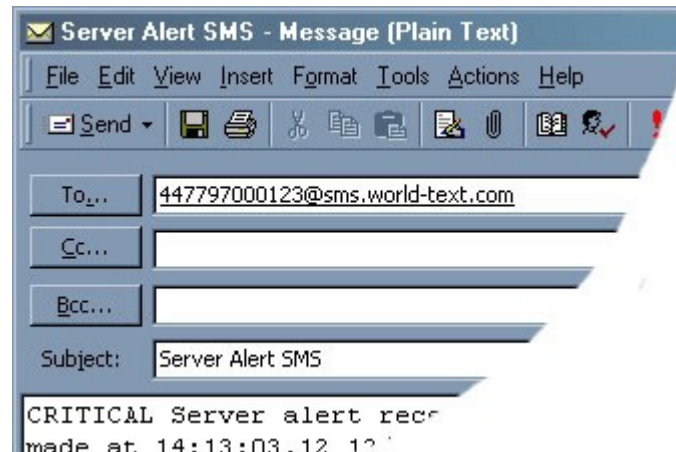 Server Alert SMS - Message (Plain Text)
File Edit View Insert Format Tools Actions Help
Send
To... 447797000123@sms.world-text.com
Cc...
Bcc...
Subject: Server Alert SMS
CRITICAL Server alert
made at 14:13:03.12